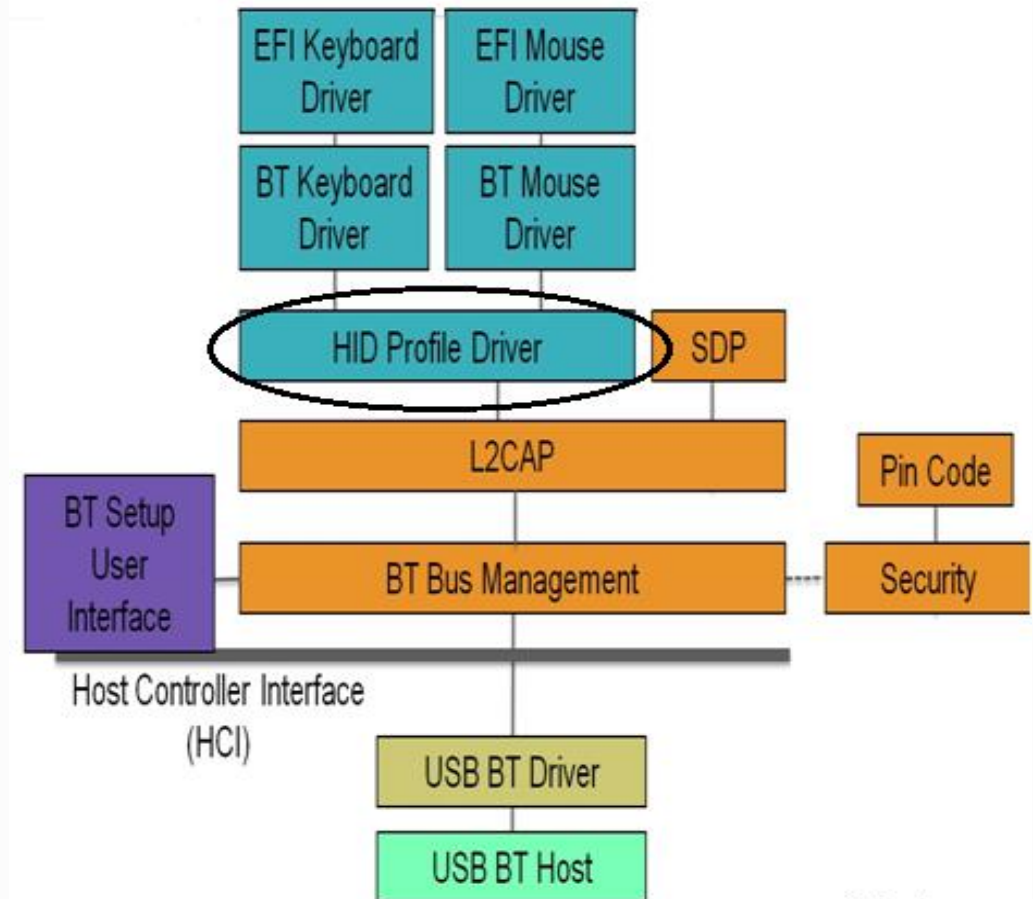 EFI Keyboard
Driver
EFI Mouse
Driver
BT Keyboard
Driver
BT Mouse
Driver
HID Profile Driver
SDP
L2CAP
Pin Code
BT Setup
User
Interface
BT Bus Management
Security
Host Controller Interface
(HCI)
USB BT Driver
USB BT Host